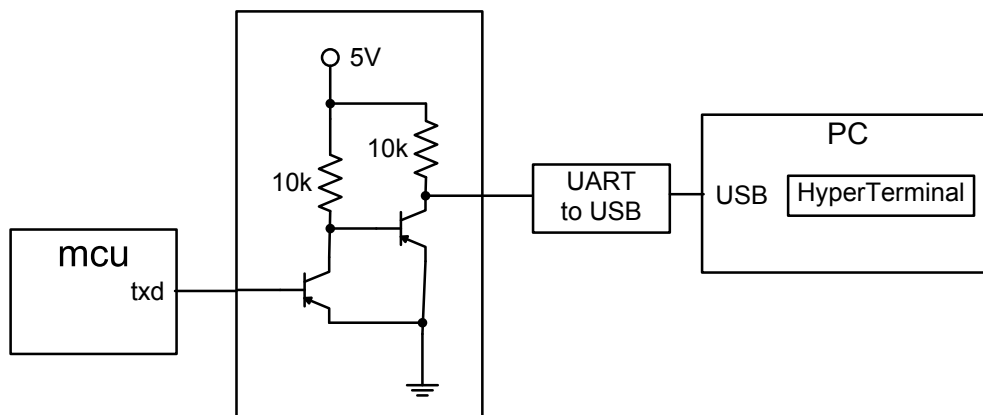 5V
10k
10k
mcu
txd
UART
to USB
PC
USB
HyperTerminal